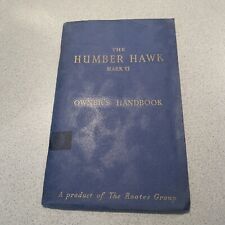 THE
HUMBER HAWK
MARK VI
OWNER'S HANDBOOK
A product of The Rootes Group